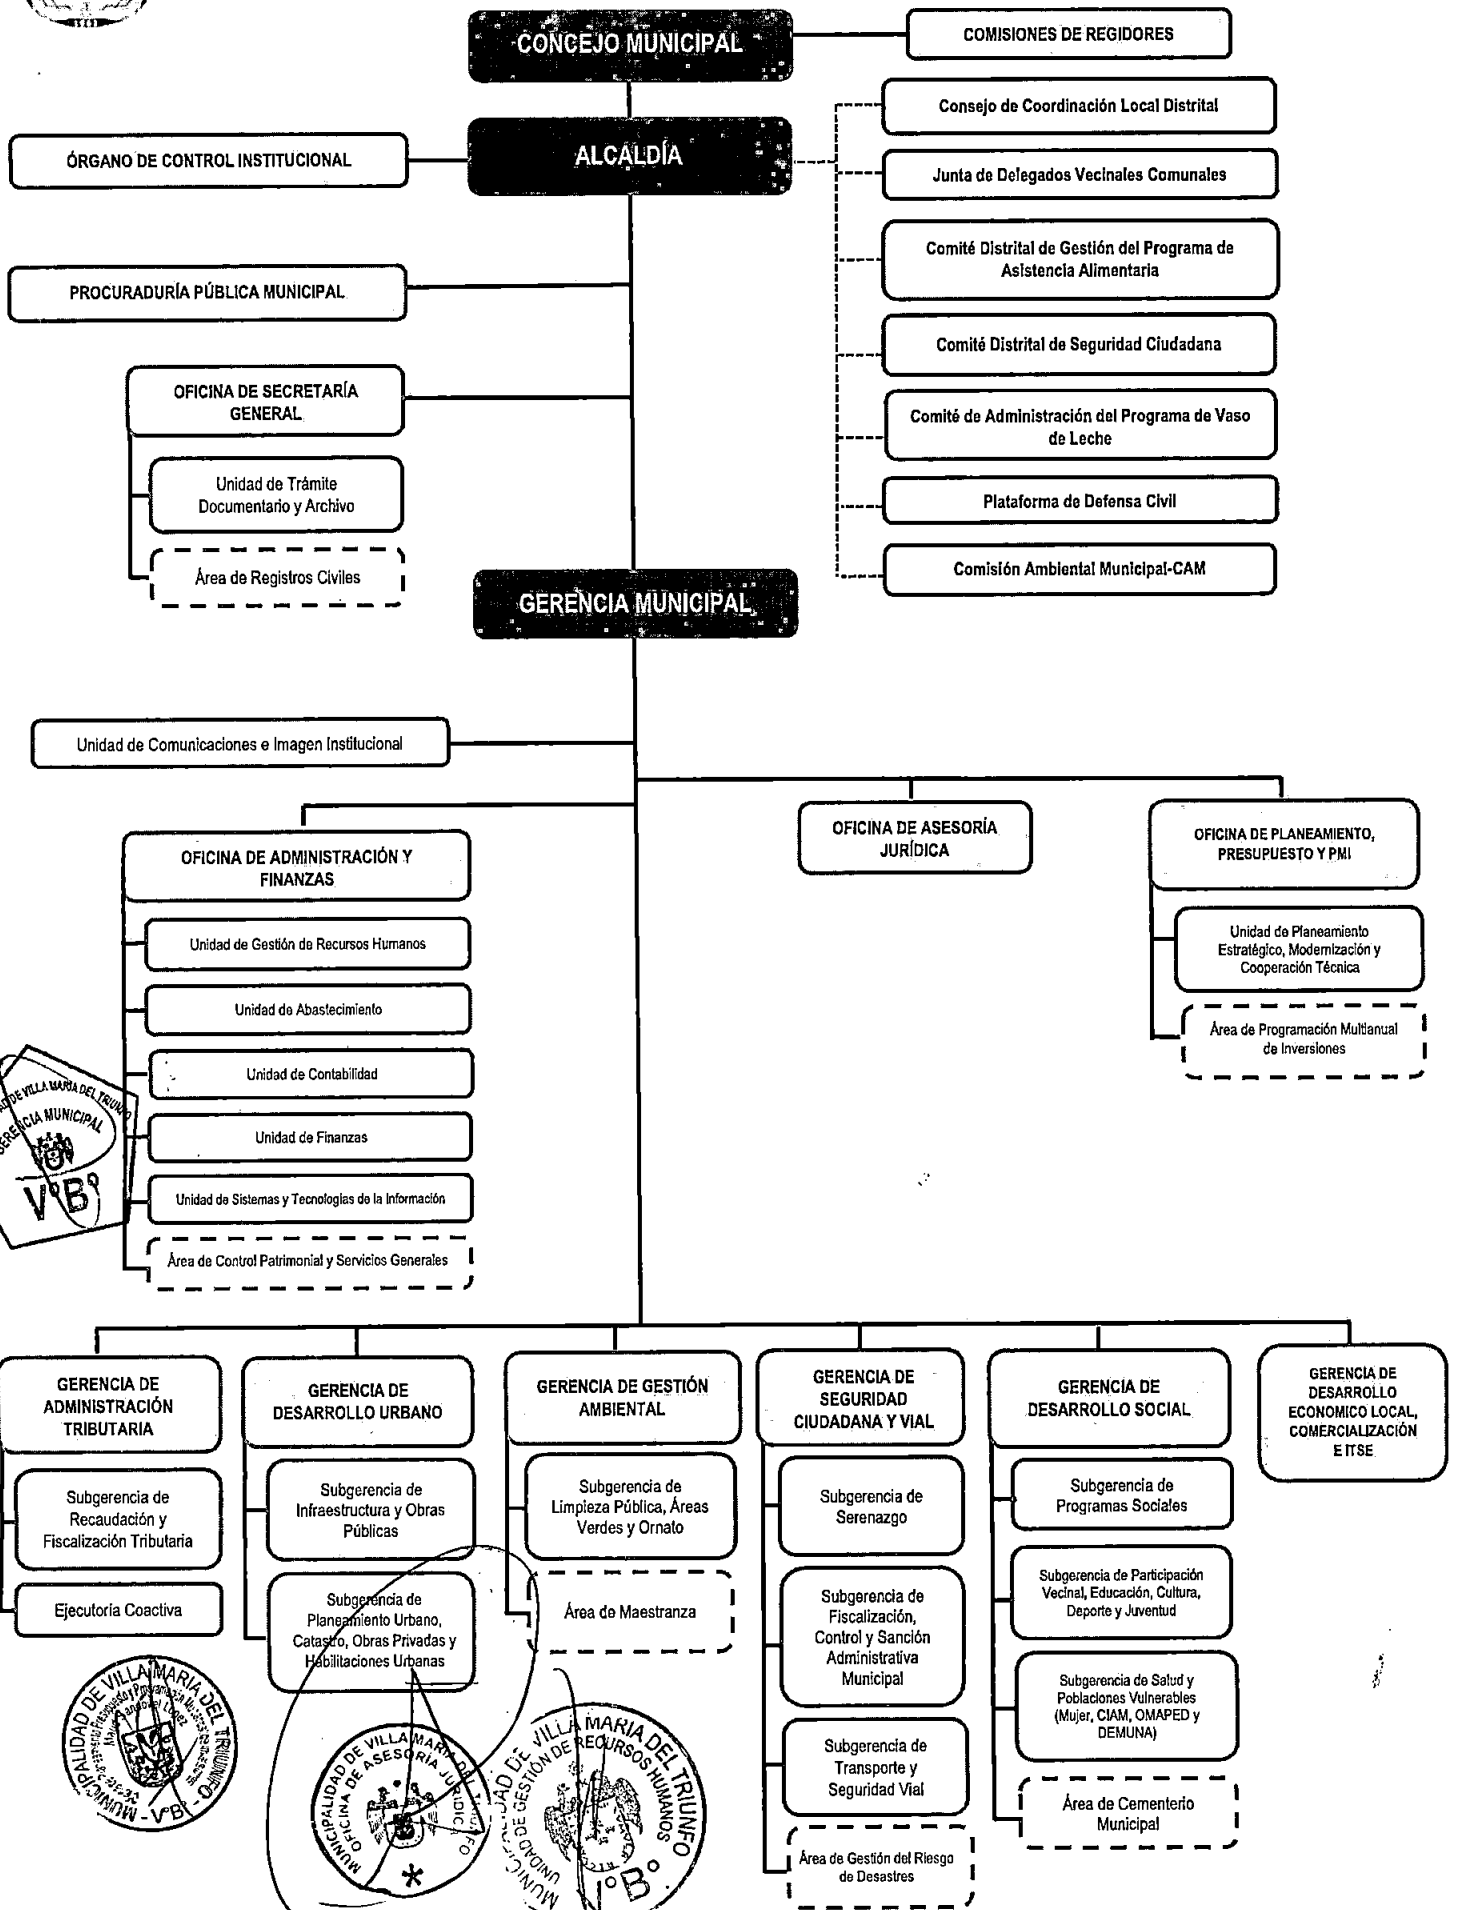 CONCEJO MUNICIPAL
COMISIONES DE REGIDORES
Consejo de Coordinación Local Distrital
ÓRGANO DE CONTROL INSTITUCIONAL
ALCALDÍA
Junta de Delegados Vecinales Comunales
Comité Distrital de Gestión del Programa de
Asistencia Alimentaria
PROCURADURÍA PÚBLICA MUNICIPAL
Comité Distrital de Seguridad Ciudadana
OFICINA DE SECRETARÍA
GENERAL
Comité de Administración del Programa de Vaso
de Leche
Unidad de Trámite
Documentario y Archivo
Plataforma de Defensa Civil
Área de Registros Civiles
Comisión Ambiental Municipal-CAM
GERENCIA MUNICIPAL
Unidad de Comunicaciones e Imagen Institucional
OFICINA DE ADMINISTRACIÓN Y
FINANZAS
Unidad de Gestión de Recursos Humanos
Unidad de Abastecimiento
Unidad de Contabilidad
Unidad de Finanzas
Unidad de Sistemas y Tecnologías de la Información
Área de Control Patrimonial y Servicios Generales
OFICINA DE ASESORÍA
JURÍDICA
OFICINA DE PLANEAMIENTO,
PRESUPUESTO Y PMI
Unidad de Planeamiento
Estratégico, Modernización y
Cooperación Técnica
Área de Programación Multianual
de Inversiones
DE VILLA MARIA DEL TRIUNFO
GERENCIA MUNICIPAL
V°B°
GERENCIA DE
ADMINISTRACIÓN
TRIBUTARIA
Subgerencia de
Recaudación y
Fiscalización Tributaria
Ejecutoría Coactiva
GERENCIA DE
DESARROLLO URBANO
Subgerencia de
Infraestructura y Obras
Públicas
Subgerencia de
Planeamiento Urbano,
Catastro, Obras Privadas y
Habilitaciones Urbanas
GERENCIA DE GESTIÓN
AMBIENTAL
Subgerencia de
Limpieza Pública, Áreas
Verdes y Ornato
Área de Maestranza
GERENCIA DE
SEGURIDAD
CIUDADANA Y VIAL
Subgerencia de
Serenazgo
Subgerencia de
Fiscalización,
Control y Sanción
Administrativa
Municipal
Subgerencia de
Transporte y
Seguridad Vial
Área de Gestión del Riesgo
de Desastres
GERENCIA DE
DESARROLLO SOCIAL
Subgerencia de
Programas Sociales
Subgerencia de Participación
Vecinal, Educación, Cultura,
Deporte y Juventud
Subgerencia de Salud y
Poblaciones Vulnerables
(Mujer, CIAM, OMAPED y
DEMUNA)
Área de Cementerio
Municipal
GERENCIA DE
DESARROLLO
ECONOMICO LOCAL,
COMERCIALIZACIÓN
E ITSE
MUNICIPALIDAD DE VILLA MARIA DEL TRIUNFO
V°B°
MUNICIPALIDAD DE VILLA MARIA DEL TRIUNFO
OFICINA DE ASESORÍA JURIDICA
DE VILLA MARIA DEL TRIUNFO
UNIDAD DE GESTIÓN DE RECURSOS HUMANOS
V°B°